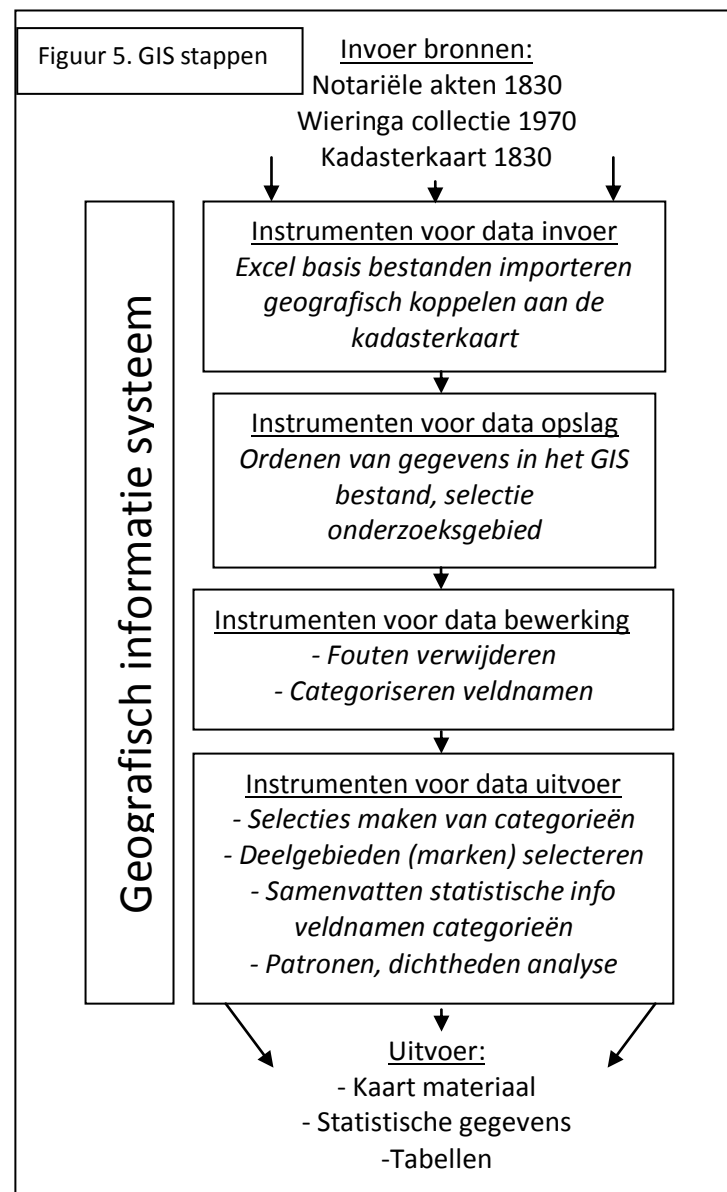 Figuur 5. GIS stappen
Invoer bronnen:
Notariële akten 1830
Wieringa collectie 1970
Kadasterkaart 1830
Geografisch informatie systeem
Instrumenten voor data invoer
Excel basis bestanden importeren
geografisch koppelen aan de
kadasterkaart
Instrumenten voor data opslag
Ordenen van gegevens in het GIS
bestand, selectie
onderzoeksgebied
Instrumenten voor data bewerking
- Fouten verwijderen
- Categoriseren veldnamen
Instrumenten voor data uitvoer
- Selecties maken van categorieën
- Deelgebieden (marken) selecteren
- Samenvatten statistische info
veldnamen categorieën
- Patronen, dichtheden analyse
Uitvoer:
- Kaart materiaal
- Statistische gegevens
-Tabellen